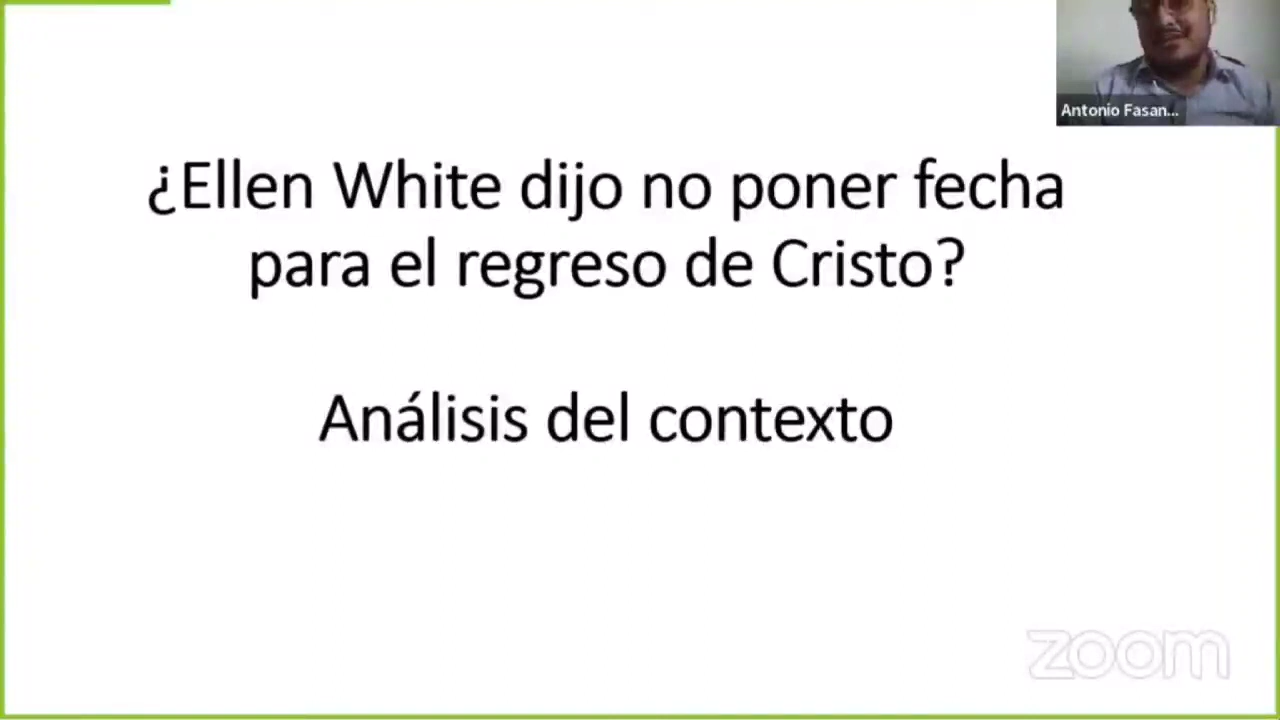 Antonio Fasan...
¿Ellen White dijo no poner fecha
para el regreso de Cristo?
Análisis del contexto
zoom